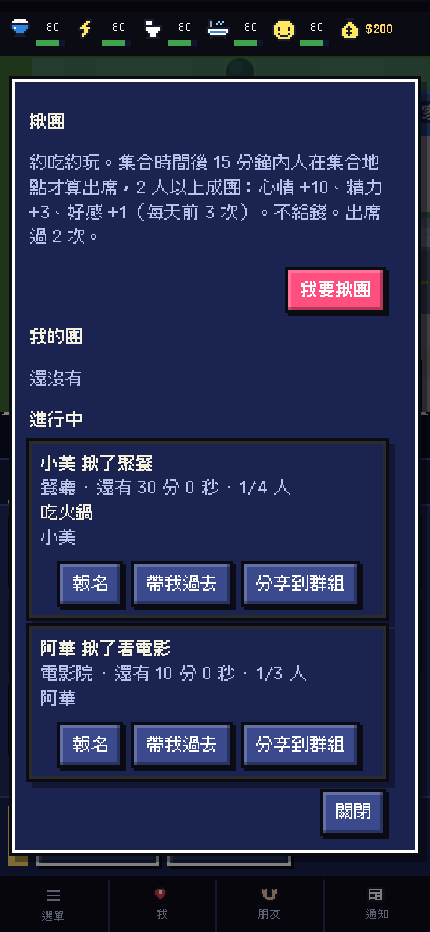 80 80 80 80 80 $200
揪團
約吃約玩。集合時間後 15 分鐘內人在集合地
點才算出席，2 人以上成團：心情 +10、精力
+3、好感 +1（每天前 3 次）。不給錢。出席
過 2 次。
我要揪團
我的團
還沒有
進行中
小美 揪了聚餐
餐廳 · 還有 30 分 0 秒 · 1/4 人
吃火鍋
小美
報名 帶我過去 分享到群組
阿華 揪了看電影
電影院 · 還有 10 分 0 秒 · 1/3 人
阿華
報名 帶我過去 分享到群組
關閉
選單 我 朋友 通知